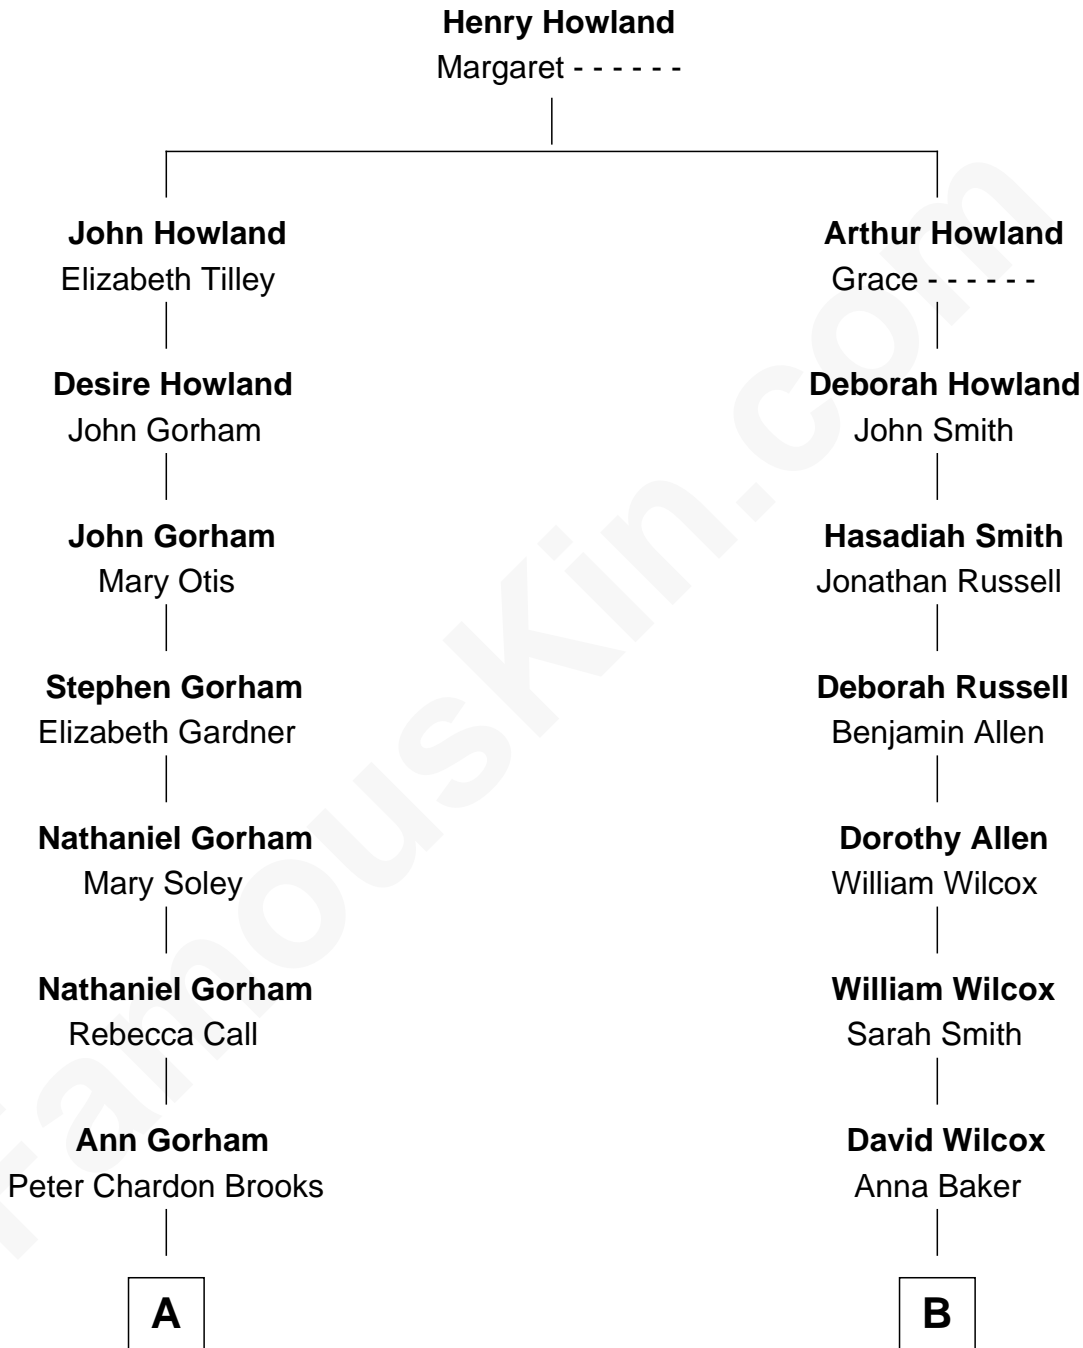 Henry Howland
Margaret - - - - - -
John Howland
Elizabeth Tilley
Arthur Howland
Grace - - - - - -
Desire Howland
John Gorham
Deborah Howland
John Smith
John Gorham
Mary Otis
Hasadiah Smith
Jonathan Russell
Stephen Gorham
Elizabeth Gardner
Deborah Russell
Benjamin Allen
Nathaniel Gorham
Mary Soley
Dorothy Allen
William Wilcox
Nathaniel Gorham
Rebecca Call
William Wilcox
Sarah Smith
Ann Gorham
Peter Chardon Brooks
David Wilcox
Anna Baker
A
B
FamousKin.com